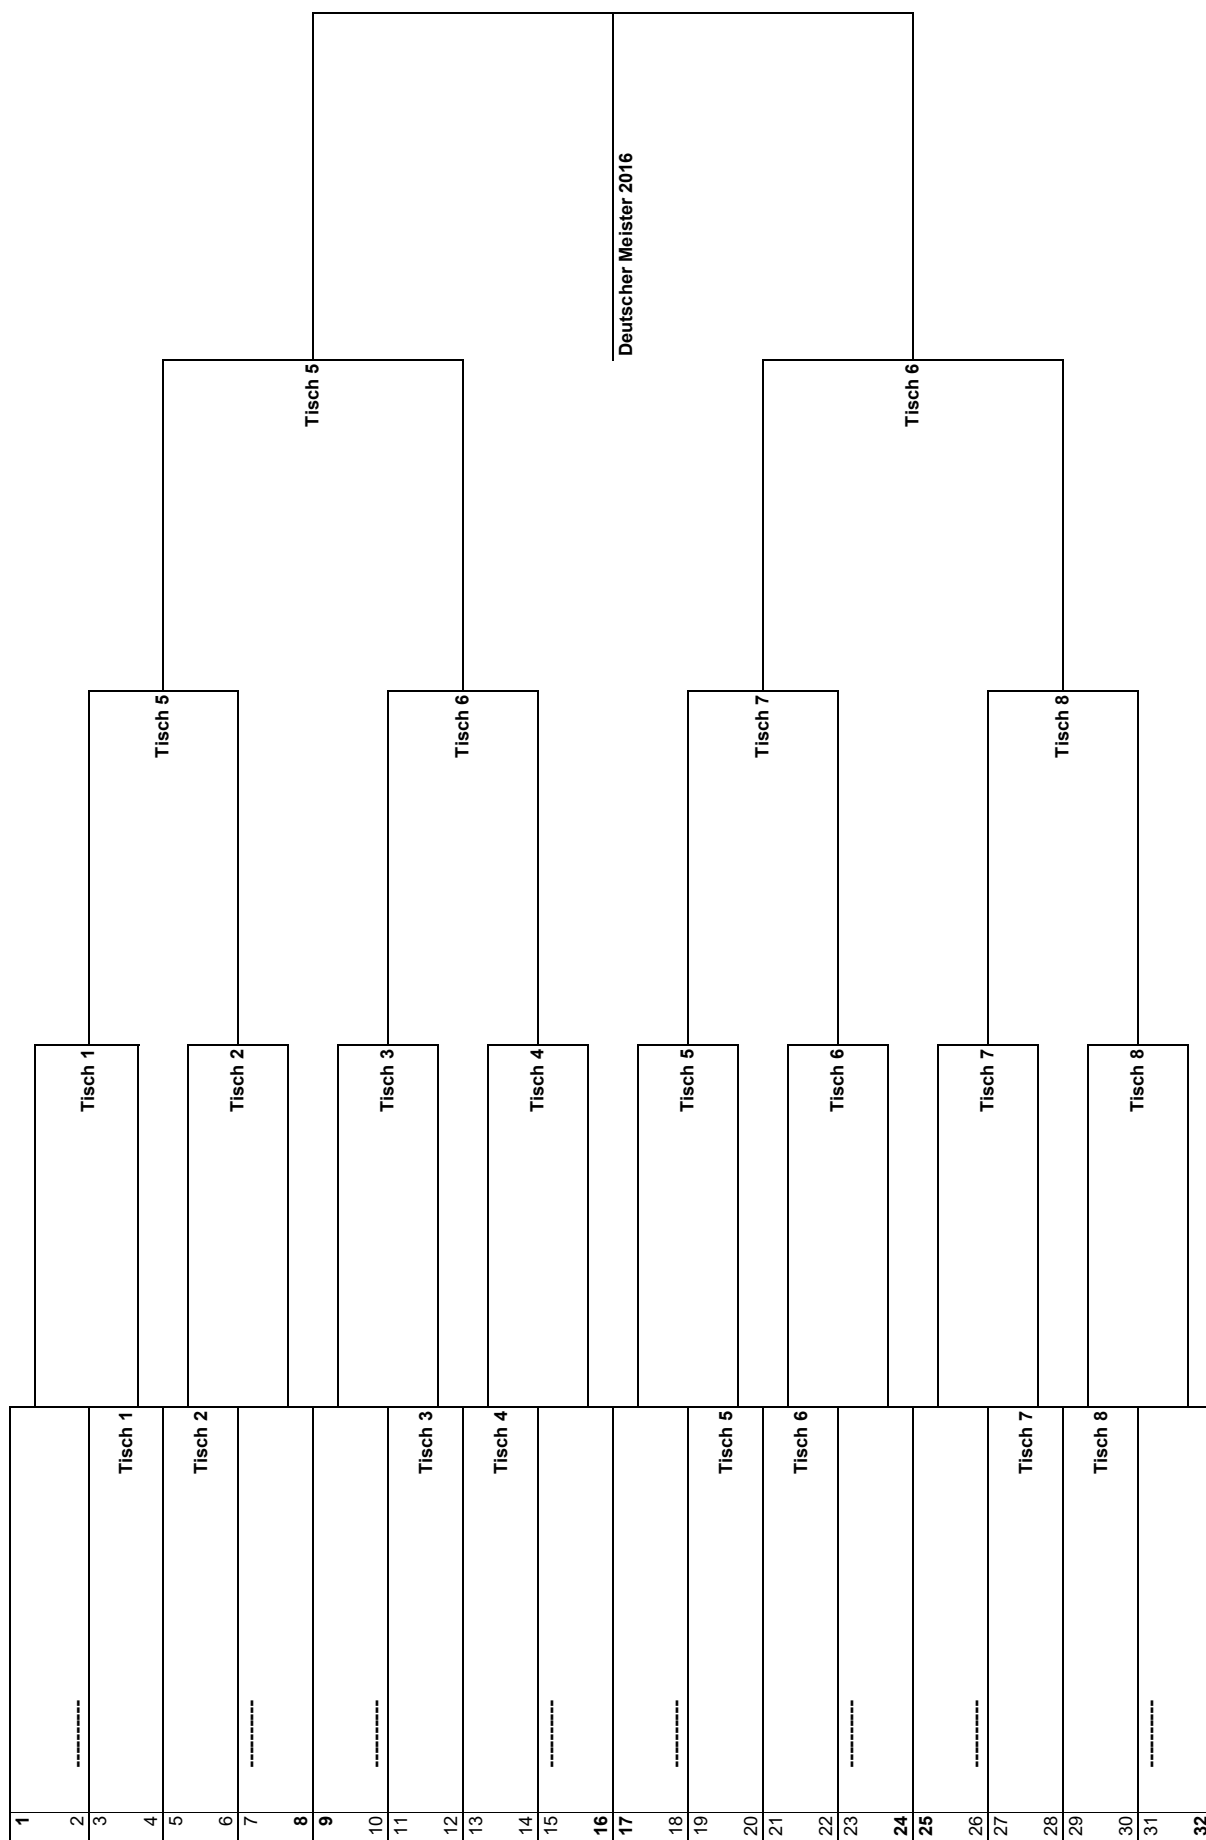 1
2 ----------
3
4
5
6
7 ----------
8
9
10 ----------
11
12
13
14
15 ----------
16
17
18 ----------
19
20
21
22
23 ----------
24
25
26 ----------
27
28
29
30
31 ----------
32
Tisch 1
Tisch 2
Tisch 3
Tisch 4
Tisch 5
Tisch 6
Tisch 7
Tisch 8
Tisch 1
Tisch 2
Tisch 3
Tisch 4
Tisch 5
Tisch 6
Tisch 7
Tisch 8
Tisch 5
Tisch 6
Tisch 7
Tisch 8
Tisch 5
Tisch 6
Deutscher Meister 2016